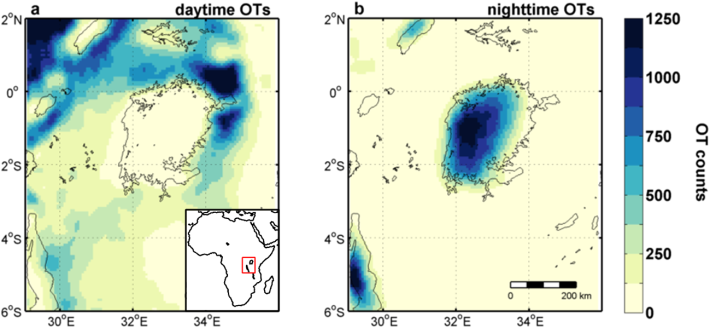 a daytime OTs
b nighttime OTs
2°N
0°
2°S
4°S
6°S
30°E
32°E
34°E
2°N
0°
2°S
4°S
6°S
30°E
32°E
34°E
0 200 km
1250
1000
750
500
250
0
OT counts